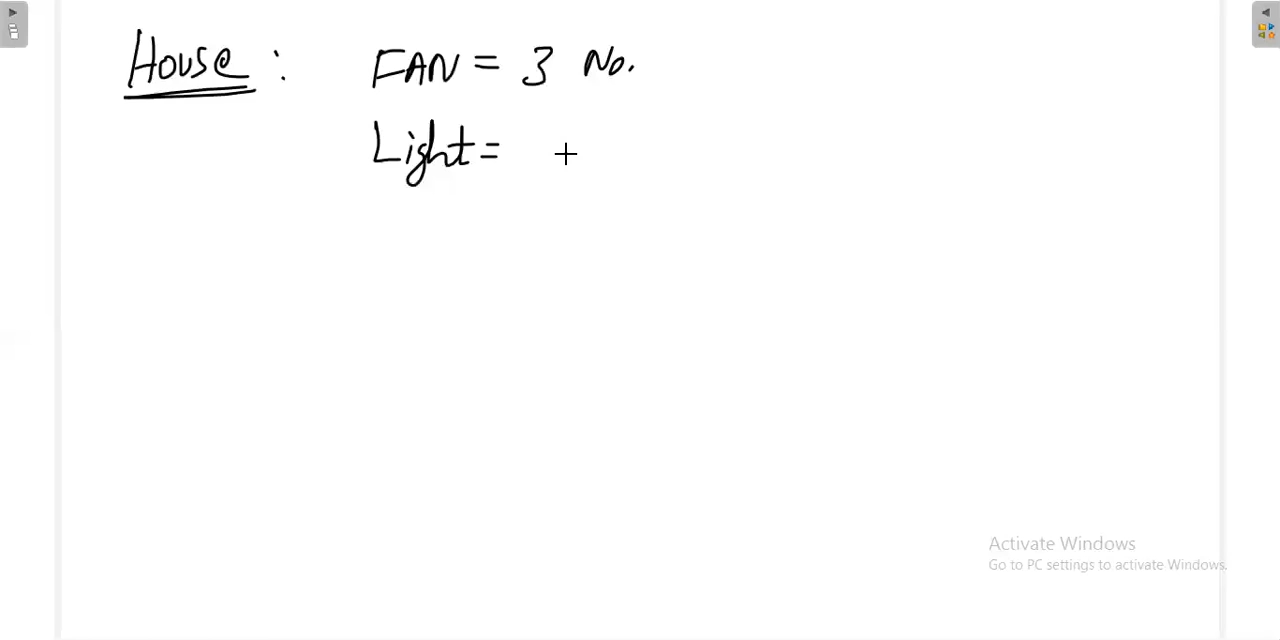 House : FAN = 3 No.
Light =
Activate Windows
Go to PC settings to activate Windows.